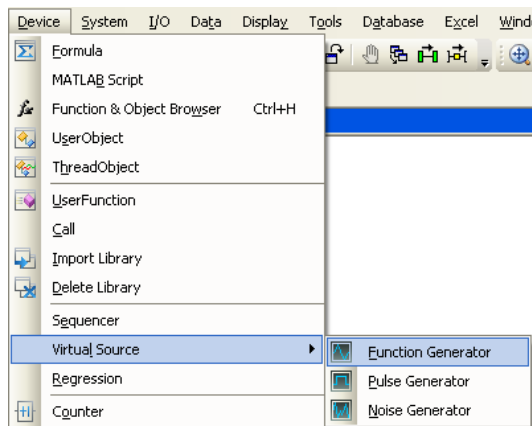 Device System I/O Data Display Tools Database Excel Wind
Formula
MATLAB Script
Function & Object Browser Ctrl+H
UserObject
ThreadObject
UserFunction
Call
Import Library
Delete Library
Sequencer
Virtual Source
Function Generator
Regression
Pulse Generator
Counter
Noise Generator